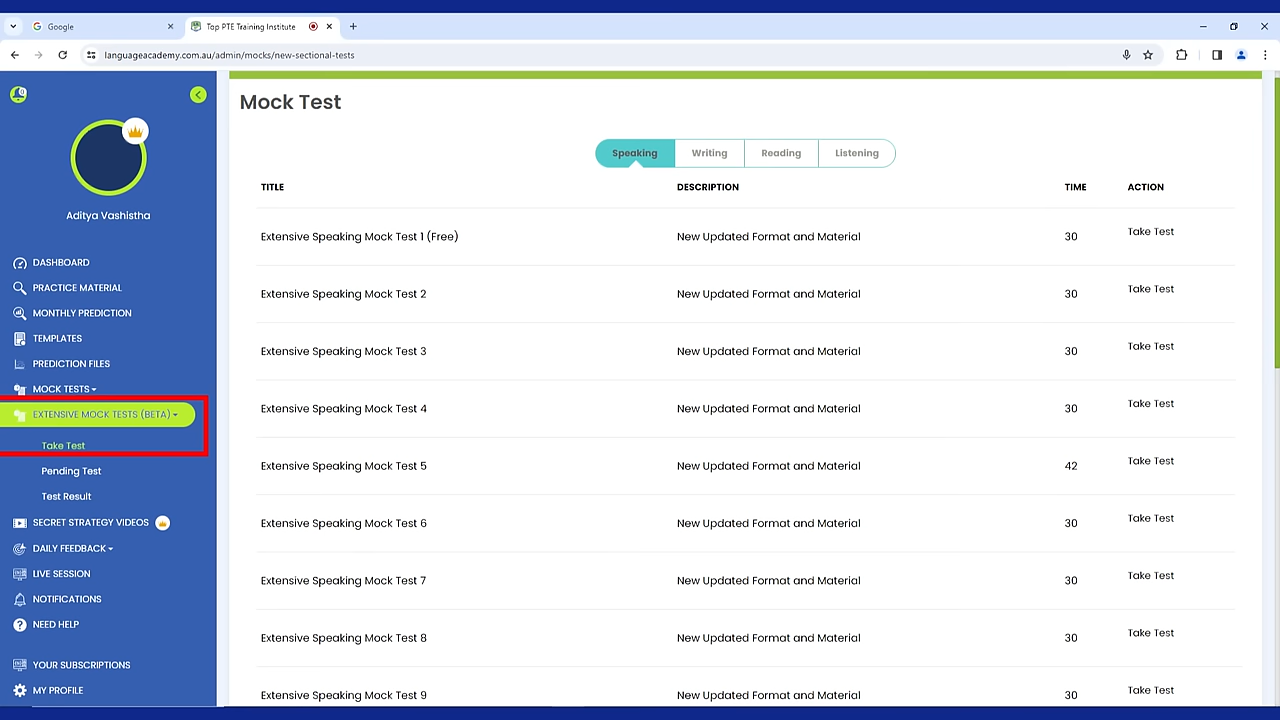 Google
Top PTE Training Institute
languageacademy.com.au/admin/mocks/new-sectional-tests
Aditya Vashistha
DASHBOARD
PRACTICE MATERIAL
MONTHLY PREDICTION
TEMPLATES
PREDICTION FILES
MOCK TESTS
EXTENSIVE MOCK TESTS (BETA)
Take Test
Pending Test
Test Result
SECRET STRATEGY VIDEOS
DAILY FEEDBACK
LIVE SESSION
NOTIFICATIONS
NEED HELP
YOUR SUBSCRIPTIONS
MY PROFILE
Mock Test
Speaking Writing Reading Listening
TITLE DESCRIPTION TIME ACTION
Extensive Speaking Mock Test 1 (Free) New Updated Format and Material 30 Take Test
Extensive Speaking Mock Test 2 New Updated Format and Material 30 Take Test
Extensive Speaking Mock Test 3 New Updated Format and Material 30 Take Test
Extensive Speaking Mock Test 4 New Updated Format and Material 30 Take Test
Extensive Speaking Mock Test 5 New Updated Format and Material 42 Take Test
Extensive Speaking Mock Test 6 New Updated Format and Material 30 Take Test
Extensive Speaking Mock Test 7 New Updated Format and Material 30 Take Test
Extensive Speaking Mock Test 8 New Updated Format and Material 30 Take Test
Extensive Speaking Mock Test 9 New Updated Format and Material 30 Take Test